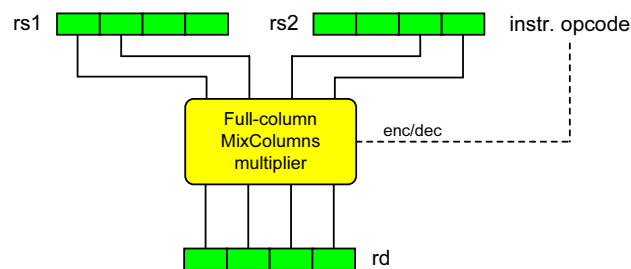 rs1
rs2
instr. opcode
Full-column
MixColumns
multiplier
enc/dec
rd